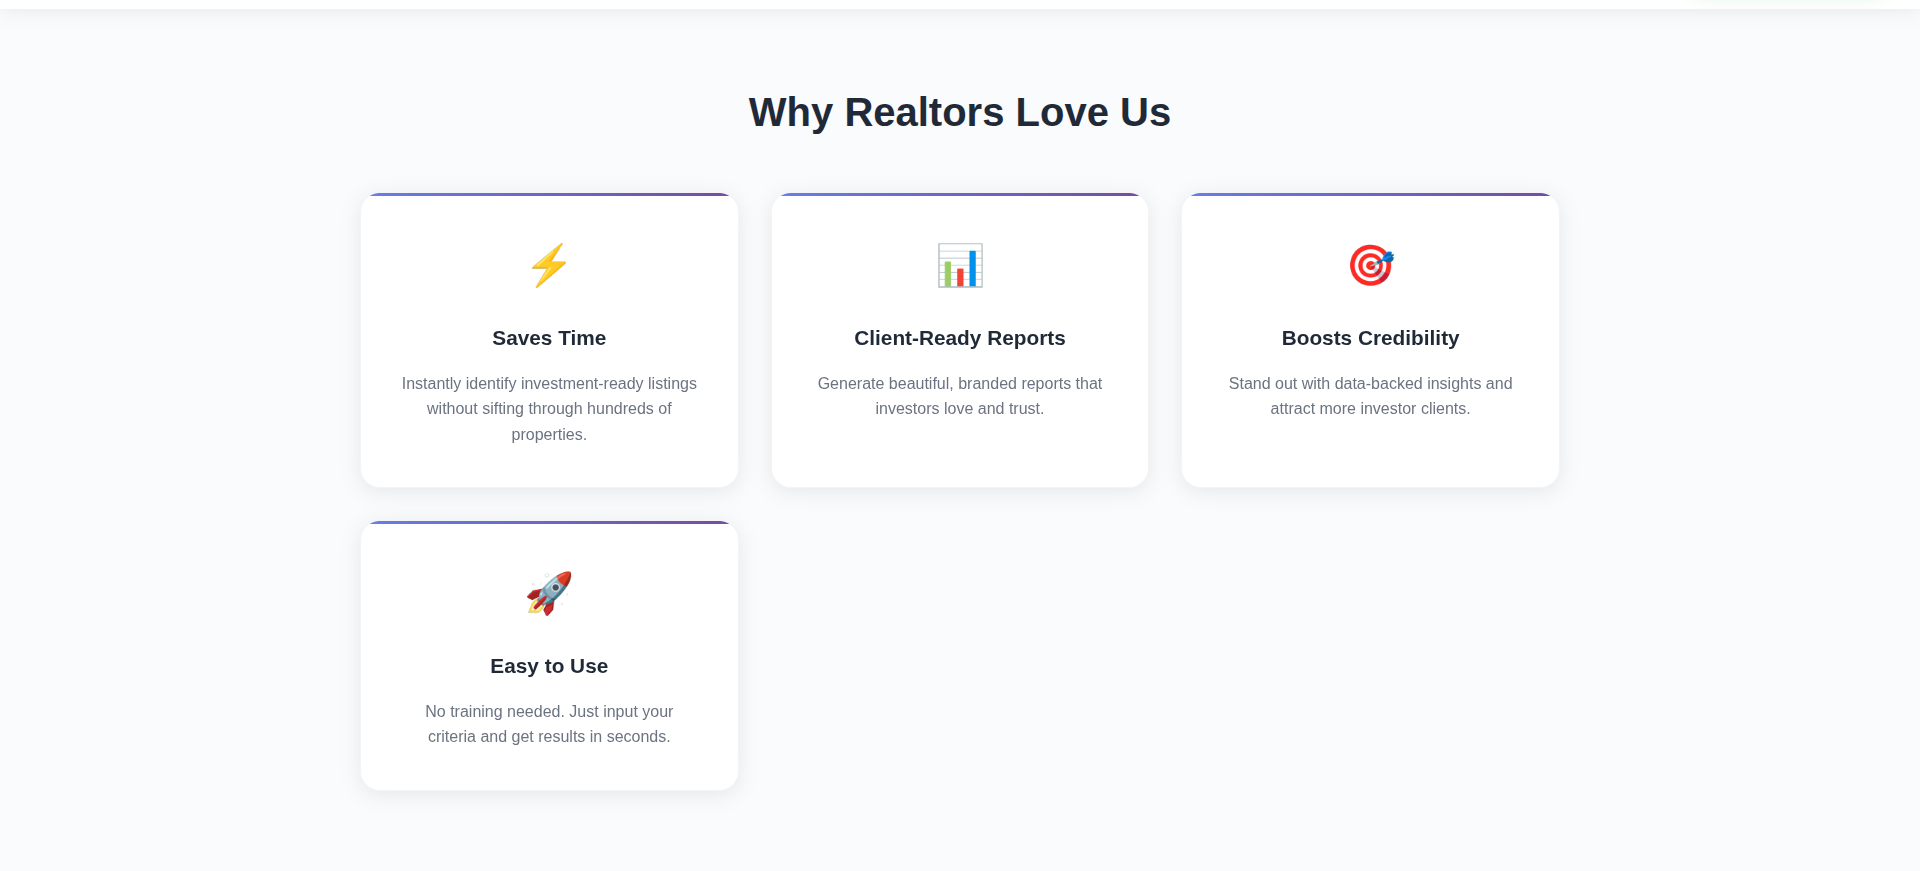 Why Realtors Love Us
Saves Time
Instantly identify investment-ready listings
without sifting through hundreds of
properties.
Client-Ready Reports
Generate beautiful, branded reports that
investors love and trust.
Boosts Credibility
Stand out with data-backed insights and
attract more investor clients.
Easy to Use
No training needed. Just input your
criteria and get results in seconds.